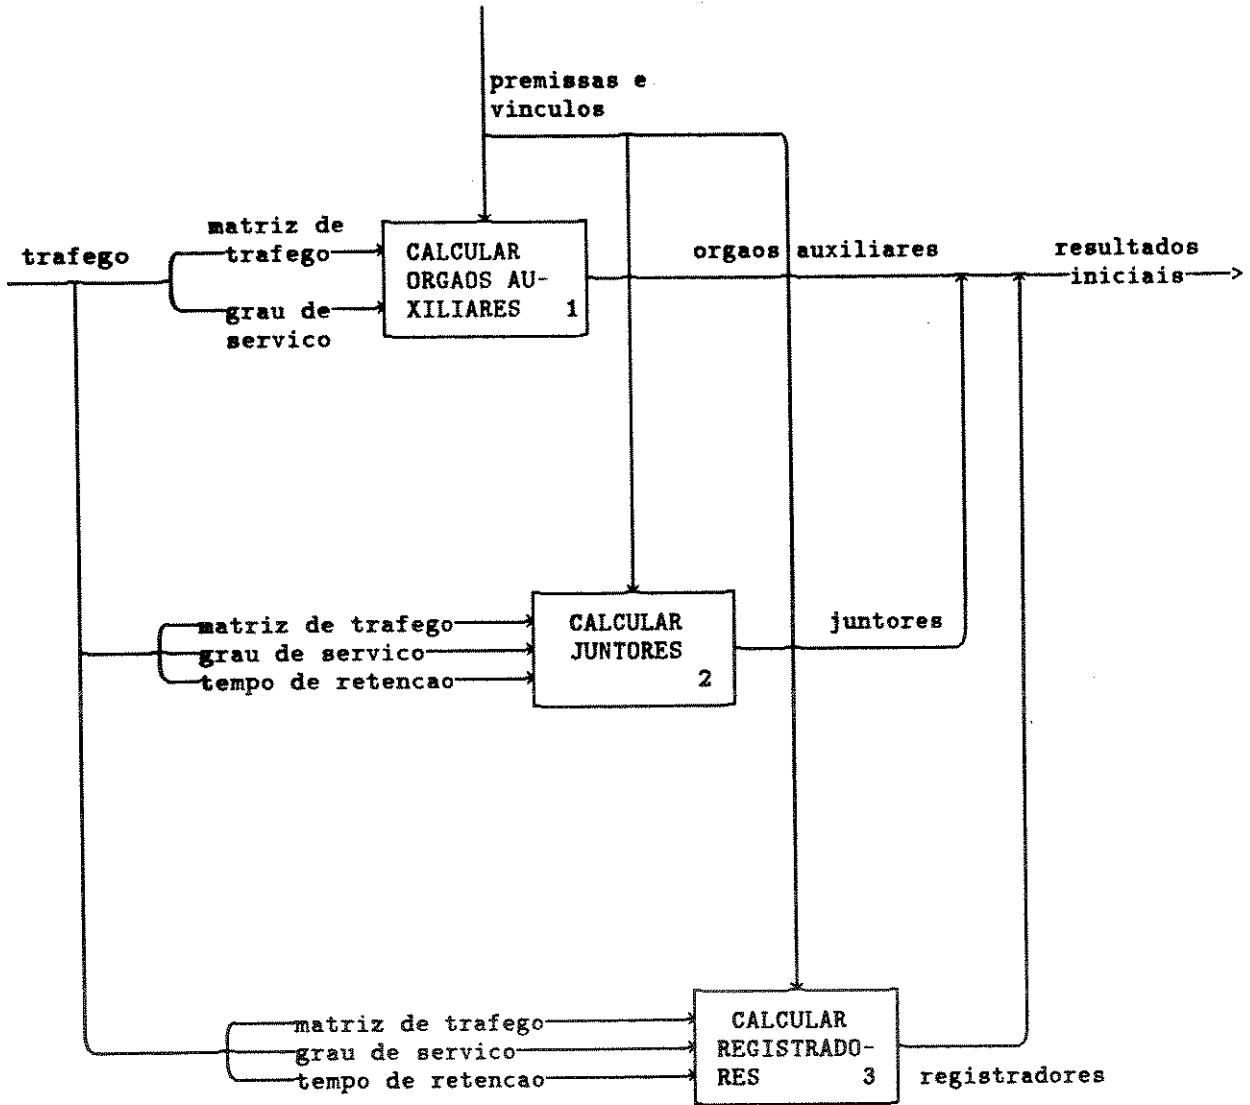 premissas e
vinculos
matriz de
trafego
trafego
grau de
servico
CALCULAR
ORGAOS AU-
XILIARES 1
orgaos auxiliares
resultados
iniciais
matriz de trafego
grau de servico
tempo de retencao
CALCULAR
JUNTORES
2
juntores
matriz de trafego
grau de servico
tempo de retencao
CALCULAR
REGISTRADO-
RES 3
registradores